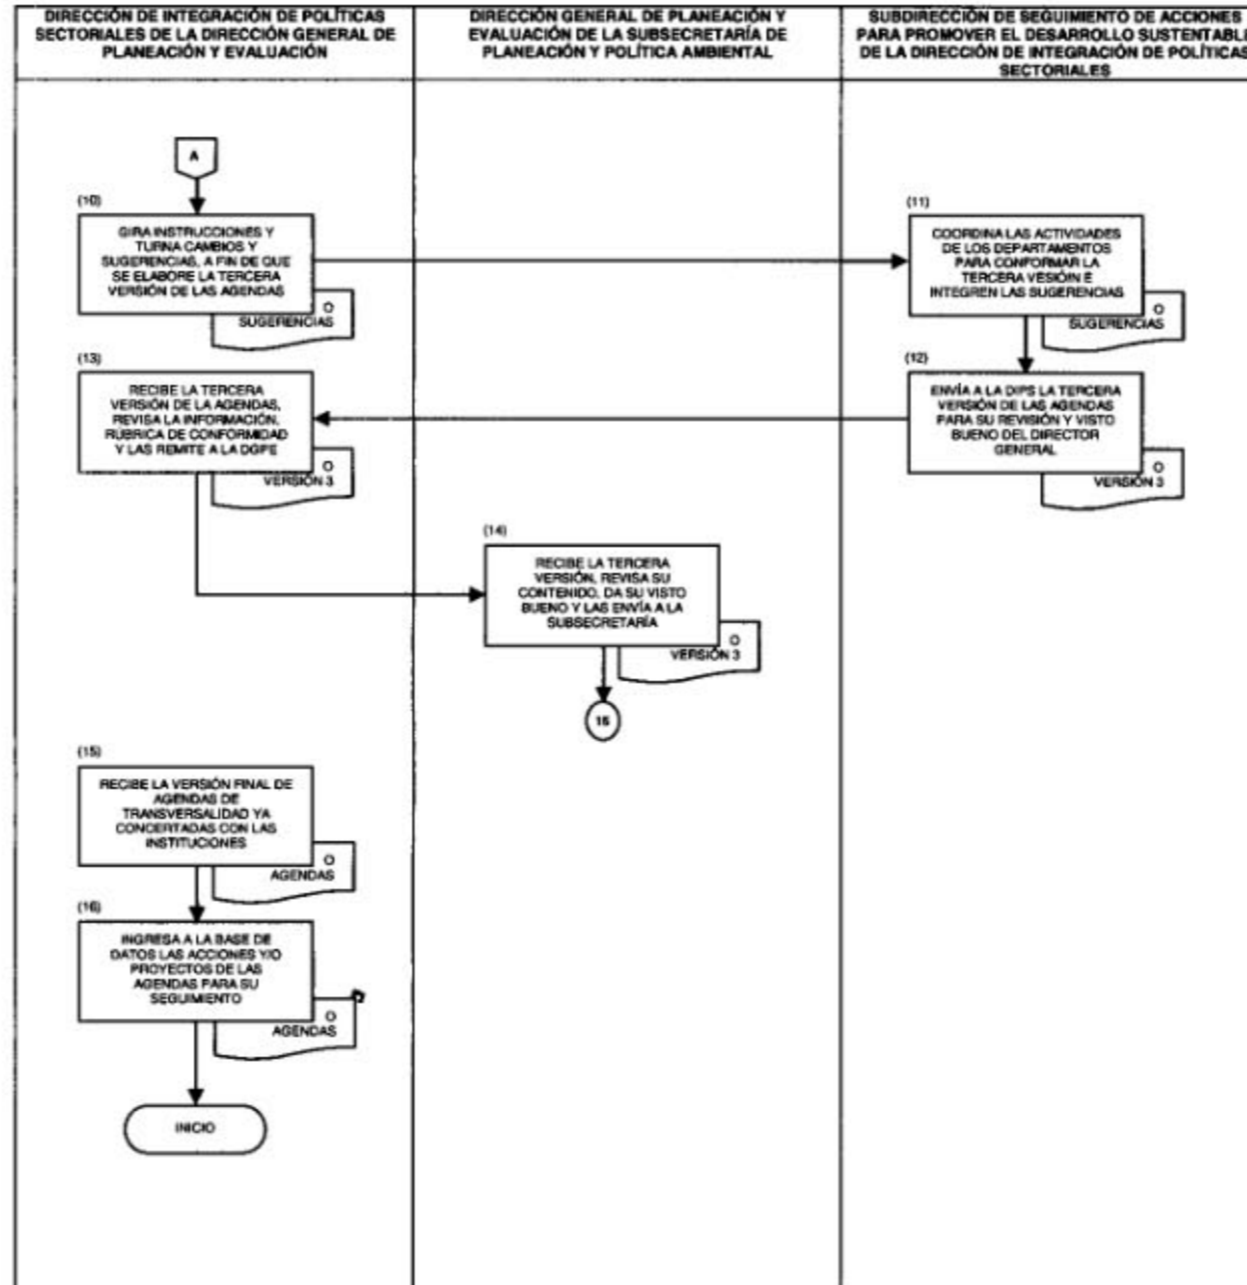 DIRECCIÓN DE INTEGRACIÓN DE POLÍTICAS
SECTORIALES DE LA DIRECCIÓN GENERAL DE
PLANEACIÓN Y EVALUACIÓN
DIRECCIÓN GENERAL DE PLANEACIÓN Y
EVALUACIÓN DE LA SUBSECRETARÍA DE
PLANEACIÓN Y POLÍTICA AMBIENTAL
SUBDIRECCIÓN DE SEGUIMIENTO DE ACCIONES
PARA PROMOVER EL DESARROLLO SUSTENTABLE
DE LA DIRECCIÓN DE INTEGRACIÓN DE POLÍTICAS
SECTORIALES
A
(10)
GIRA INSTRUCCIONES Y
TURNA CAMBIOS Y
SUGERENCIAS, A FIN DE QUE
SE ELABORE LA TERCERA
VERSIÓN DE LAS AGENDAS
O
SUGERENCIAS
(11)
COORDINA LAS ACTIVIDADES
DE LOS DEPARTAMENTOS
PARA CONFORMAR LA
TERCERA VESIÓIN E
INTEGREN LAS SUGERENCIAS
O
SUGERENCIAS
(12)
ENVÍA A LA DIPS LA TERCERA
VERSIÓN DE LAS AGENDAS
PARA SU REVISIÓN Y VISTO
BUENO DEL DIRECTOR
GENERAL
O
VERSIÓN 3
(13)
RECIBE LA TERCERA
VERSIÓN DE LA AGENDAS,
REVISA LA INFORMACIÓN,
RÚBRICA DE CONFORMIDAD
Y LAS REMITE A LA DGPE
O
VERSIÓN 3
(14)
RECIBE LA TERCERA
VERSIÓN, REVISA SU
CONTENIDO, DA SU VISTO
BUENO Y LAS ENVÍA A LA
SUBSECRETARÍA
O
VERSIÓN 3
(15)
RECIBE LA VERSIÓN FINAL DE
AGENDAS DE
TRANSVERSALIDAD YA
CONCERTADAS CON LAS
INSTITUCIONES
O
AGENDAS
(16)
INGRESA A LA BASE DE
DATOS LAS ACCIONES Y/O
PROYECTOS DE LAS
AGENDAS PARA SU
SEGUIMIENTO
O
AGENDAS
INICIO